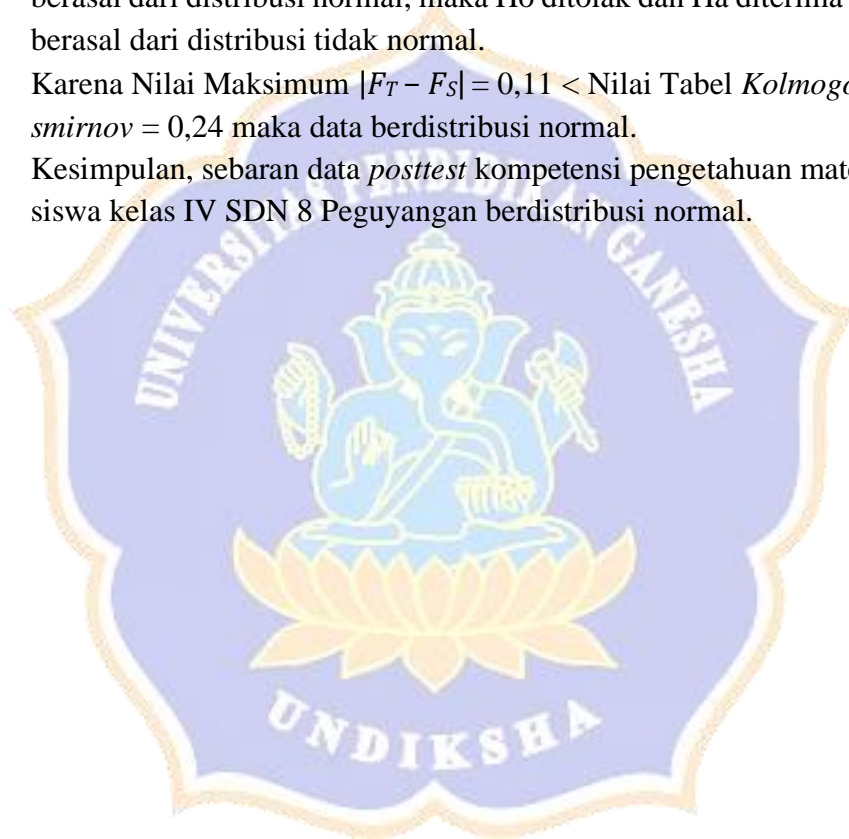 berasal dari distribusi normal, maka Ho ditolak dan Ha diterima
berasal dari distribusi tidak normal.
Karena Nilai Maksimum |F_T – F_S| = 0,11 < Nilai Tabel
smirnov = 0,24 maka data berdistribusi normal.
Kesimpulan, sebaran data posttest kompetensi pengetahuan
siswa kelas IV SDN 8 Peguyangan berdistribusi normal.
UNIVERSITAS PENDIDIKAN GANESHA
UNDIKSHA